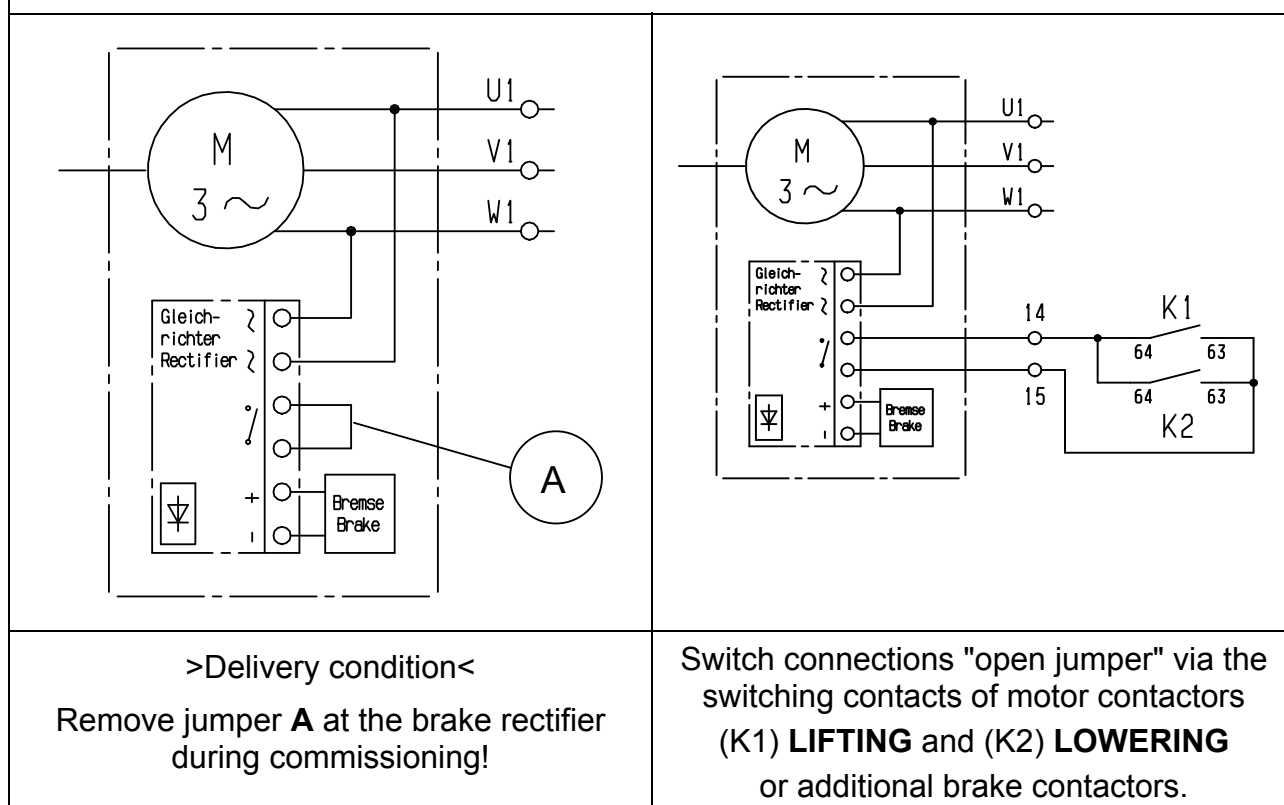 U1
M
V1
3 ~
W1
Gleich-
richter
Rectifier
+
-
Bremse
Brake
A
U1
M
V1
3 ~
W1
Gleich-
richter
Rectifier
14
K1
64 63
64 63
15
K2
+
-
Bremse
Brake
>Delivery condition<
Remove jumper A at the brake rectifier
during commissioning!
Switch connections "open jumper" via the
switching contacts of motor contactors
(K1) LIFTING and (K2) LOWERING
or additional brake contactors.